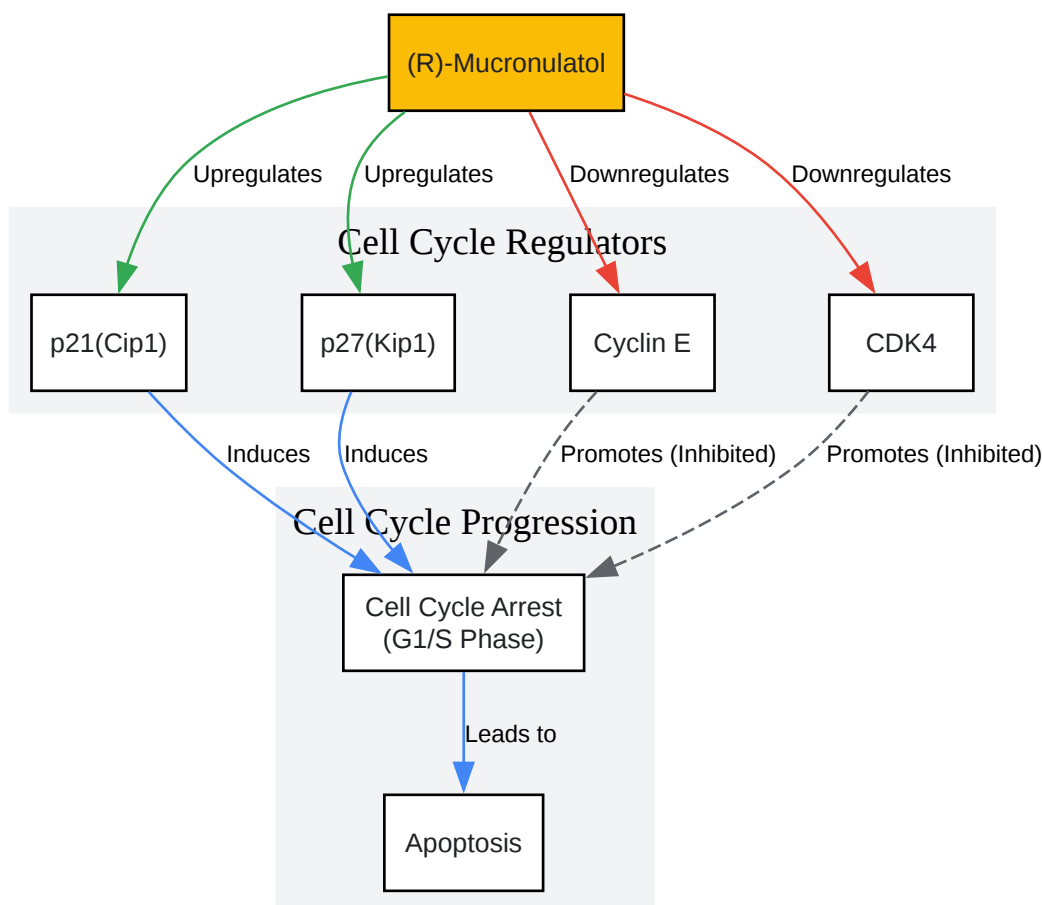 (R)-Mucronulatol
Upregulates
Upregulates
Downregulates
Downregulates
Cell Cycle Regulators
p21(Cip1)
p27(Kip1)
Cyclin E
CDK4
Induces
Induces
Promotes (Inhibited)
Promotes (Inhibited)
Cell Cycle Progression
Cell Cycle Arrest
(G1/S Phase)
Leads to
Apoptosis